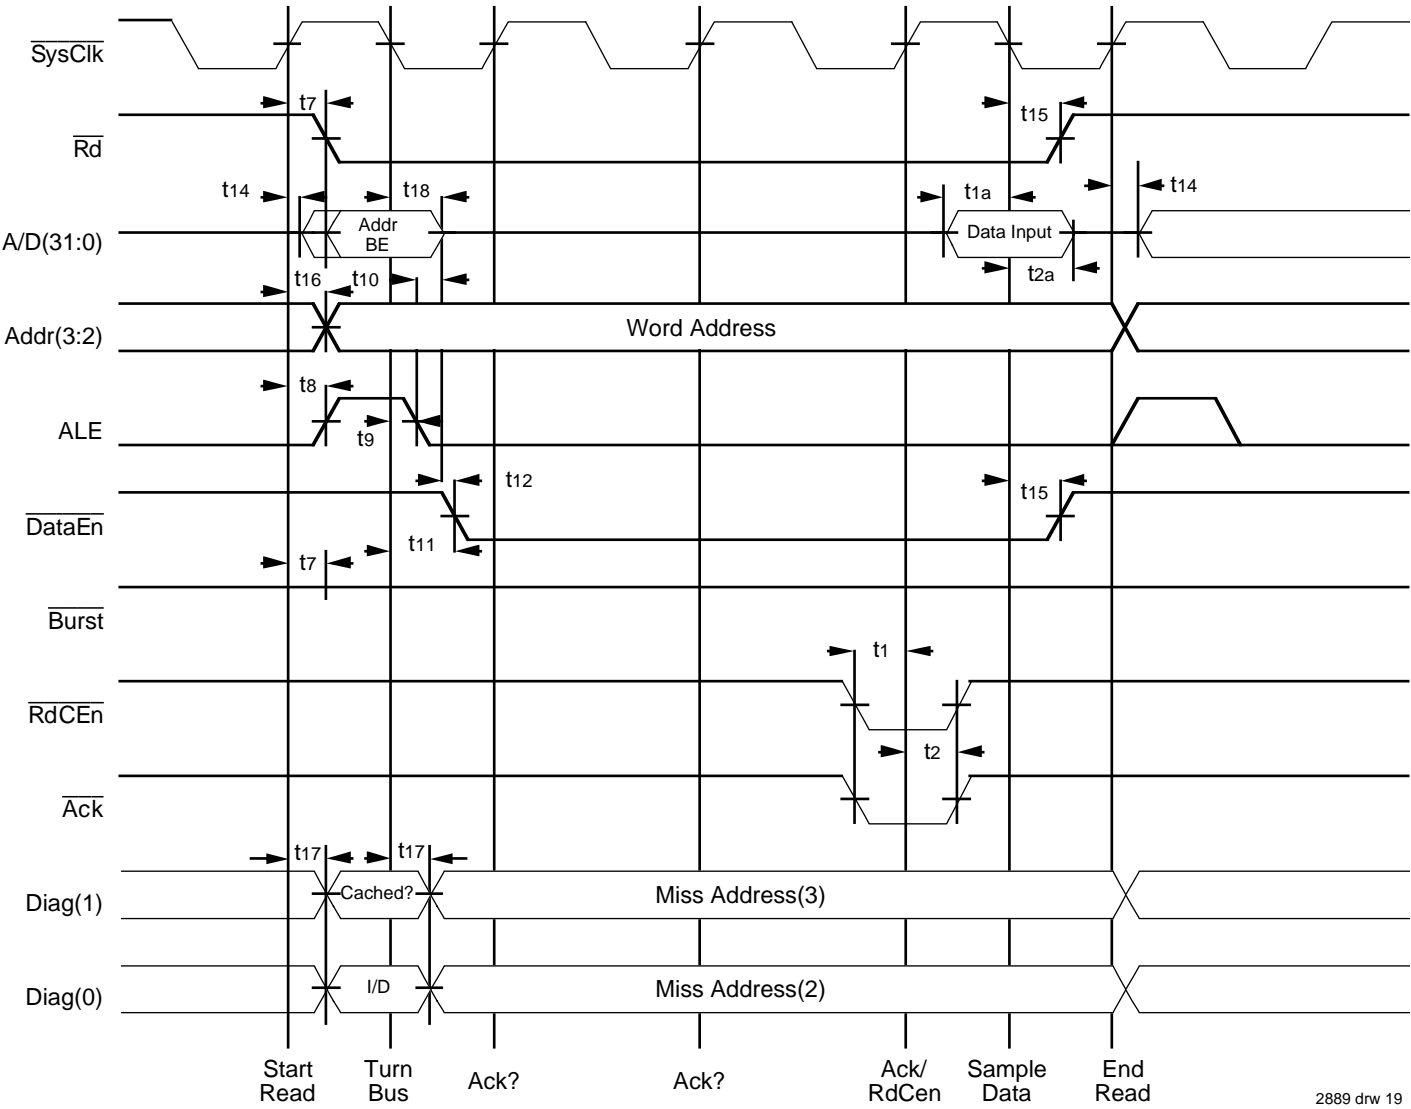 SysClk
t7
t15
Rd
t14
t18
t1a
t14
A/D(31:0)
Addr
BE
Data Input
t16
t10
t2a
Addr(3:2)
Word Address
t8
ALE
t9
t12
t15
DataEn
t11
t7
Burst
t1
RdCEn
t2
Ack
t17
t17
Diag(1)
Cached?
Miss Address(3)
Diag(0)
I/D
Miss Address(2)
Start
Read
Turn
Bus
Ack?
Ack?
Ack/
RdCen
Sample
Data
End
Read
2889 drw 19